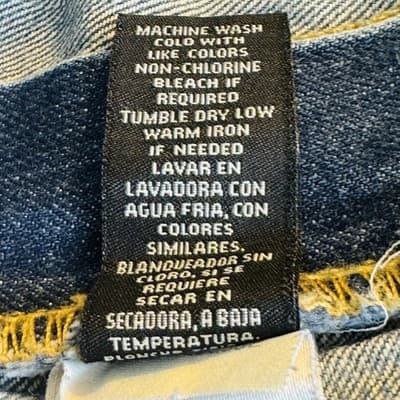 MACHINE WASH
COLD WITH
LIKE COLORS
NON-CHLORINE
BLEACH IF
REQUIRED
TUMBLE DRY LOW
WARM IRON
IF NEEDED
LAVAR EN
LAVADORA CON
AGUA FRIA, CON
COLORES
SIMILARES.
BLANQUEADOR SIN
CLORO, SI SE
REQUIERE
SECAR EN
SECADORA, A BAJA
TEMPERATURA.